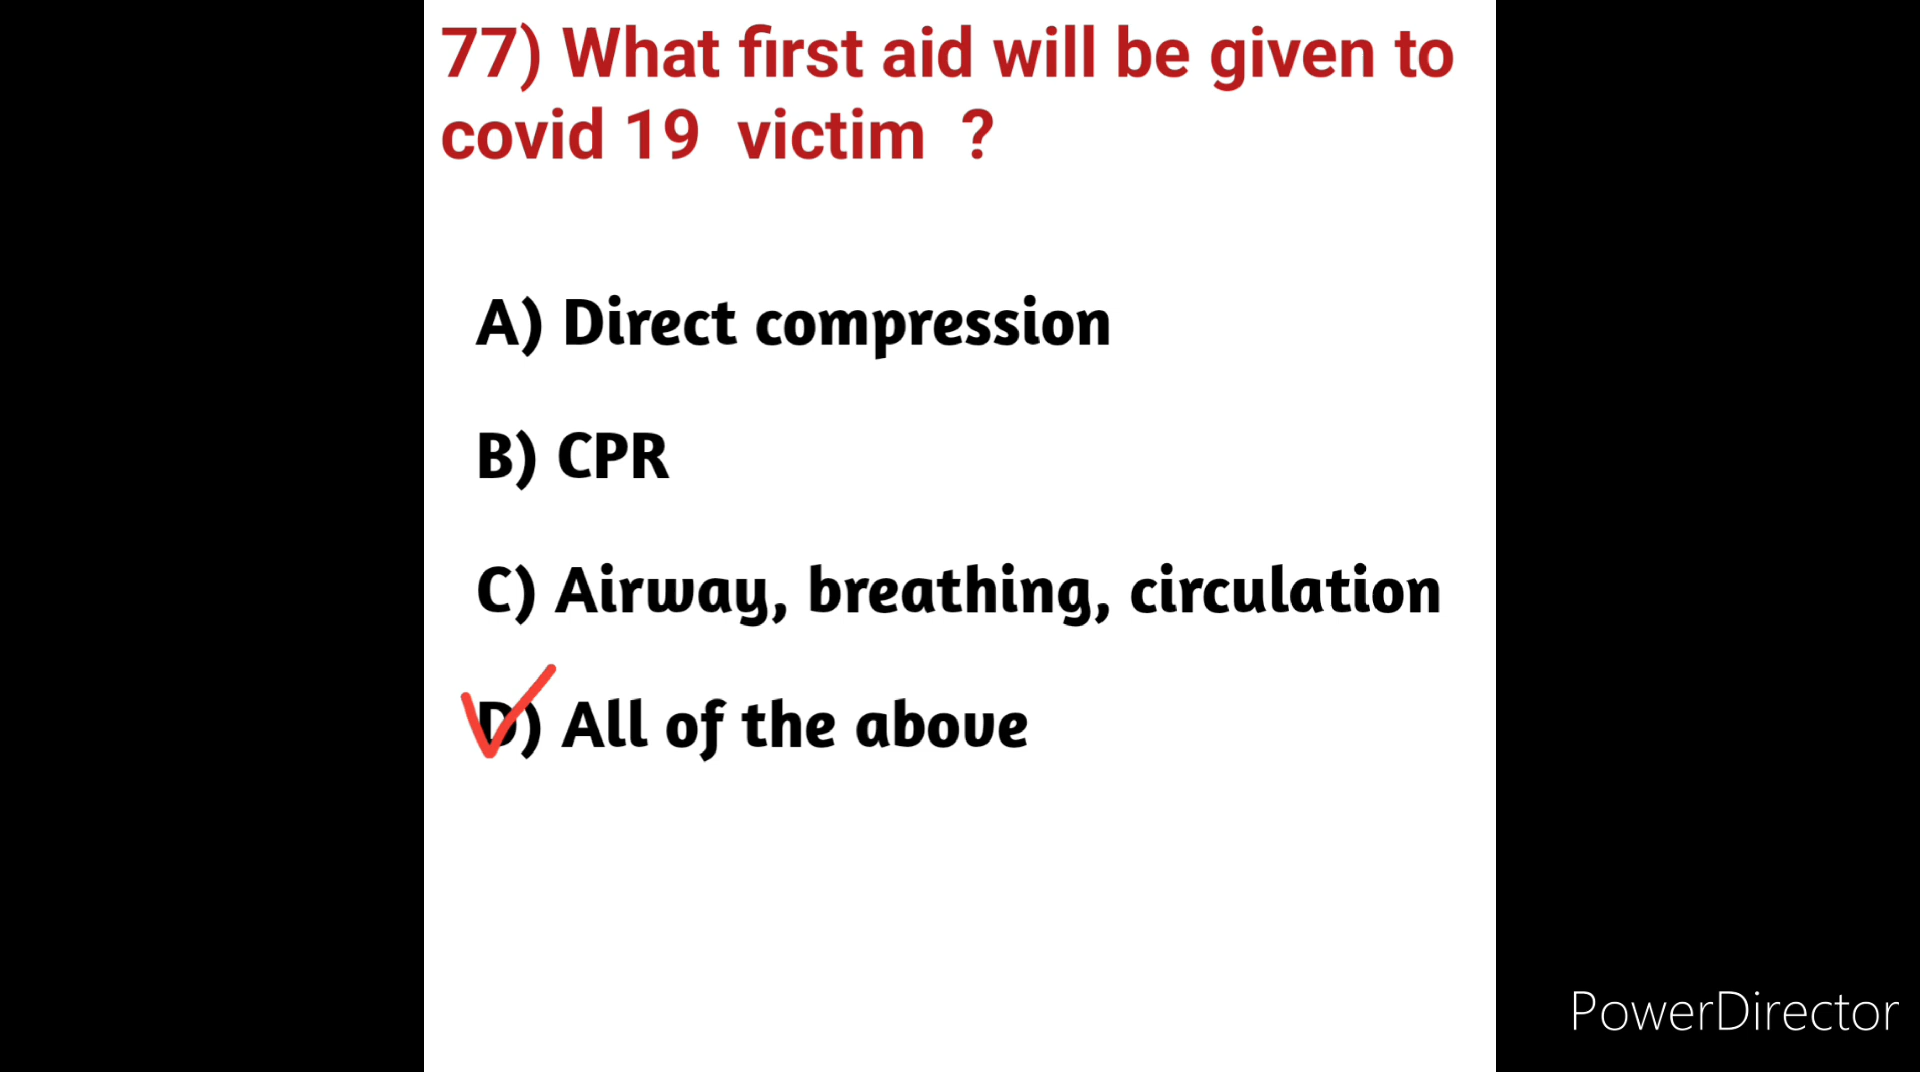 77) What first aid will be given to
covid 19 victim ?
A) Direct compression
B) CPR
C) Airway, breathing, circulation
D) All of the above
PowerDirector